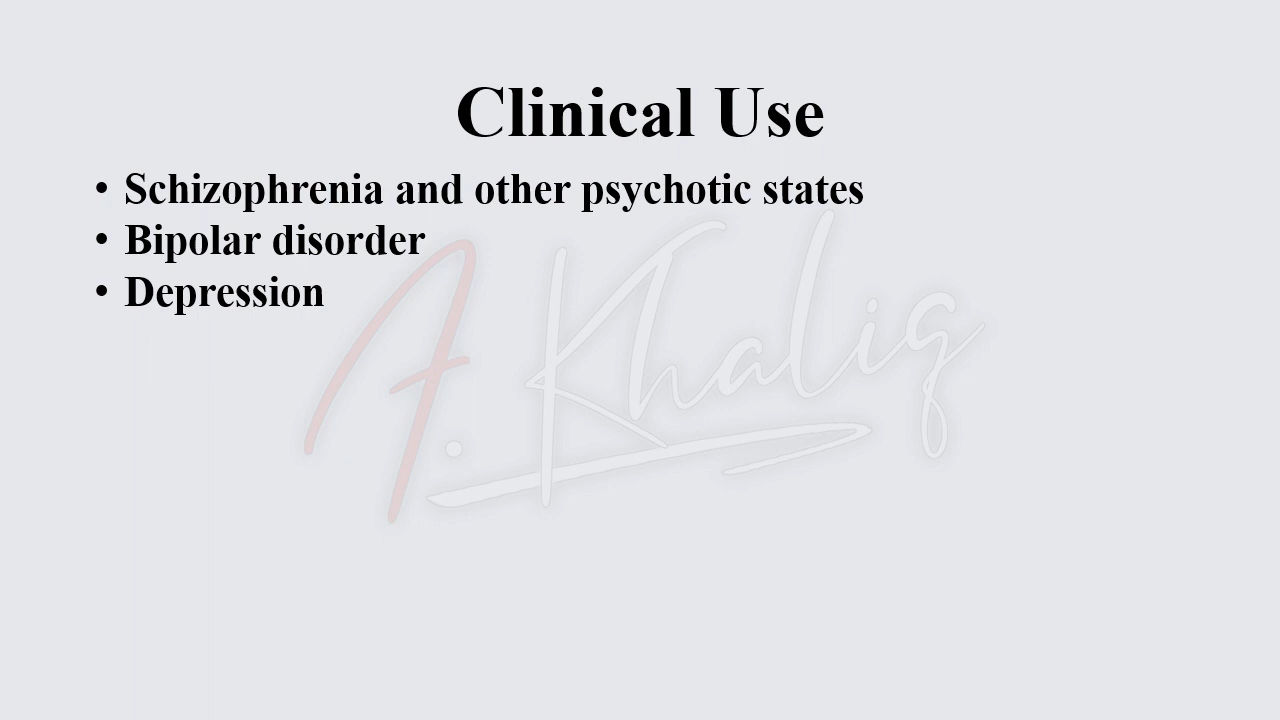 Clinical Use
• Schizophrenia and other psychotic states
• Bipolar disorder
• Depression
A. Khaliq